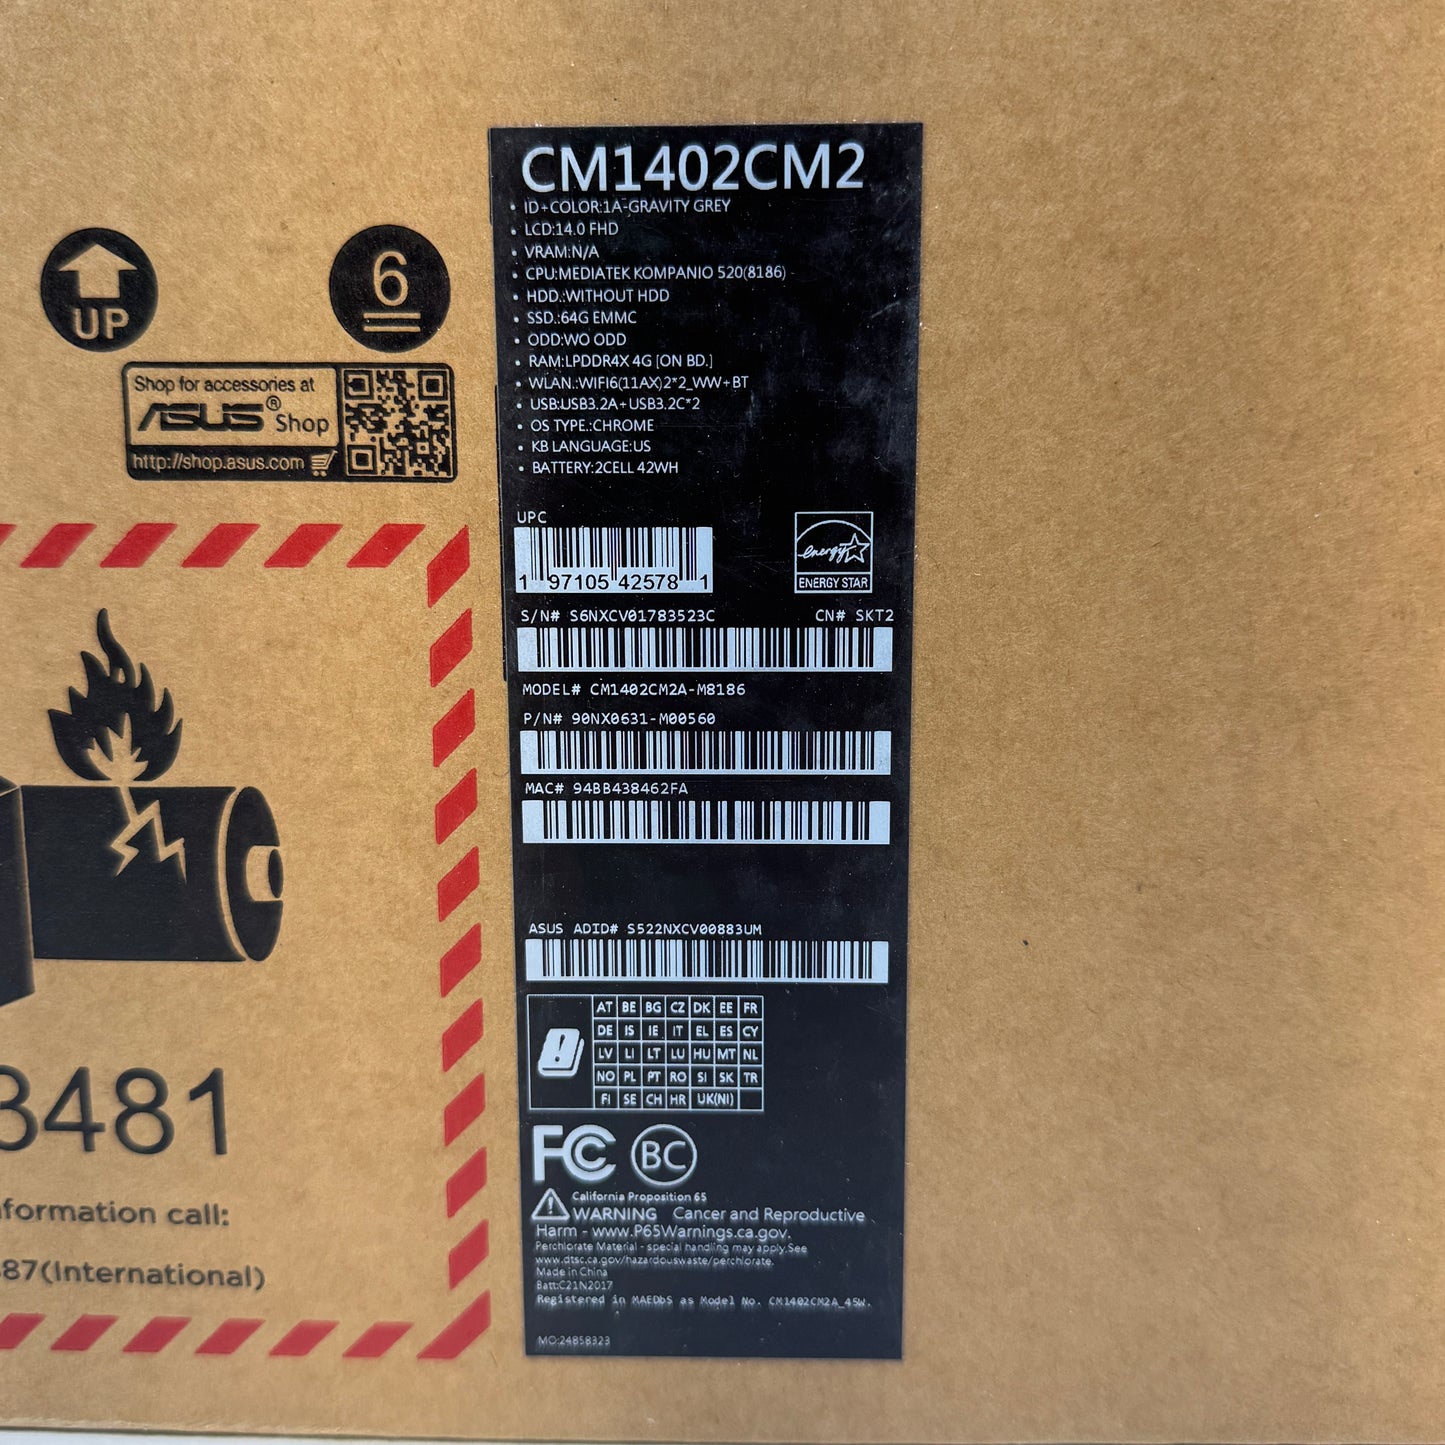 UP
6
Shop for accessories at
ASUS® Shop
http://shop.asus.com
CM1402CM2
• ID+COLOR:1A-GRAVITY GREY
• LCD:14.0 FHD
• VRAM:N/A
• CPU:MEDIATEK KOMPANIO 520(8186)
• HDD.:WITHOUT HDD
• SSD.:64G EMMC
• ODD:WO ODD
• RAM:LPDDR4X 4G [ON BD.]
• WLAN.:WIFI6(11AX)2*2_WW+BT
• USB:USB3.2A+USB3.2C*2
• OS TYPE.:CHROME
• KB LANGUAGE:US
• BATTERY:2CELL 42WH
UPC
1 97105 42578 1
energy
ENERGY STAR
S/N# S6NXCV01783523C CN# SKT2
MODEL# CM1402CM2A-M8186
P/N# 90NX0631-M00560
MAC# 94BB438462FA
ASUS ADID# S522NXCV00883UM
AT BE BG CZ DK EE FR
DE IS IE IT EL ES CY
LV LI LT LU HU MT NL
NO PL PT RO SI SK TR
FI SE CH HR UK(NI)
FC BC
California Proposition 65
WARNING Cancer and Reproductive
Harm - www.P65Warnings.ca.gov.
Perchlorate Material - special handling may apply.See
www.dtsc.ca.gov/hazardouswaste/perchlorate.
Made in China
Batt:C21N2017
Registered in MAEDbS as Model No. CM1402CM2A_45W.
MO:2485B323
3481
nformation call:
87(International)